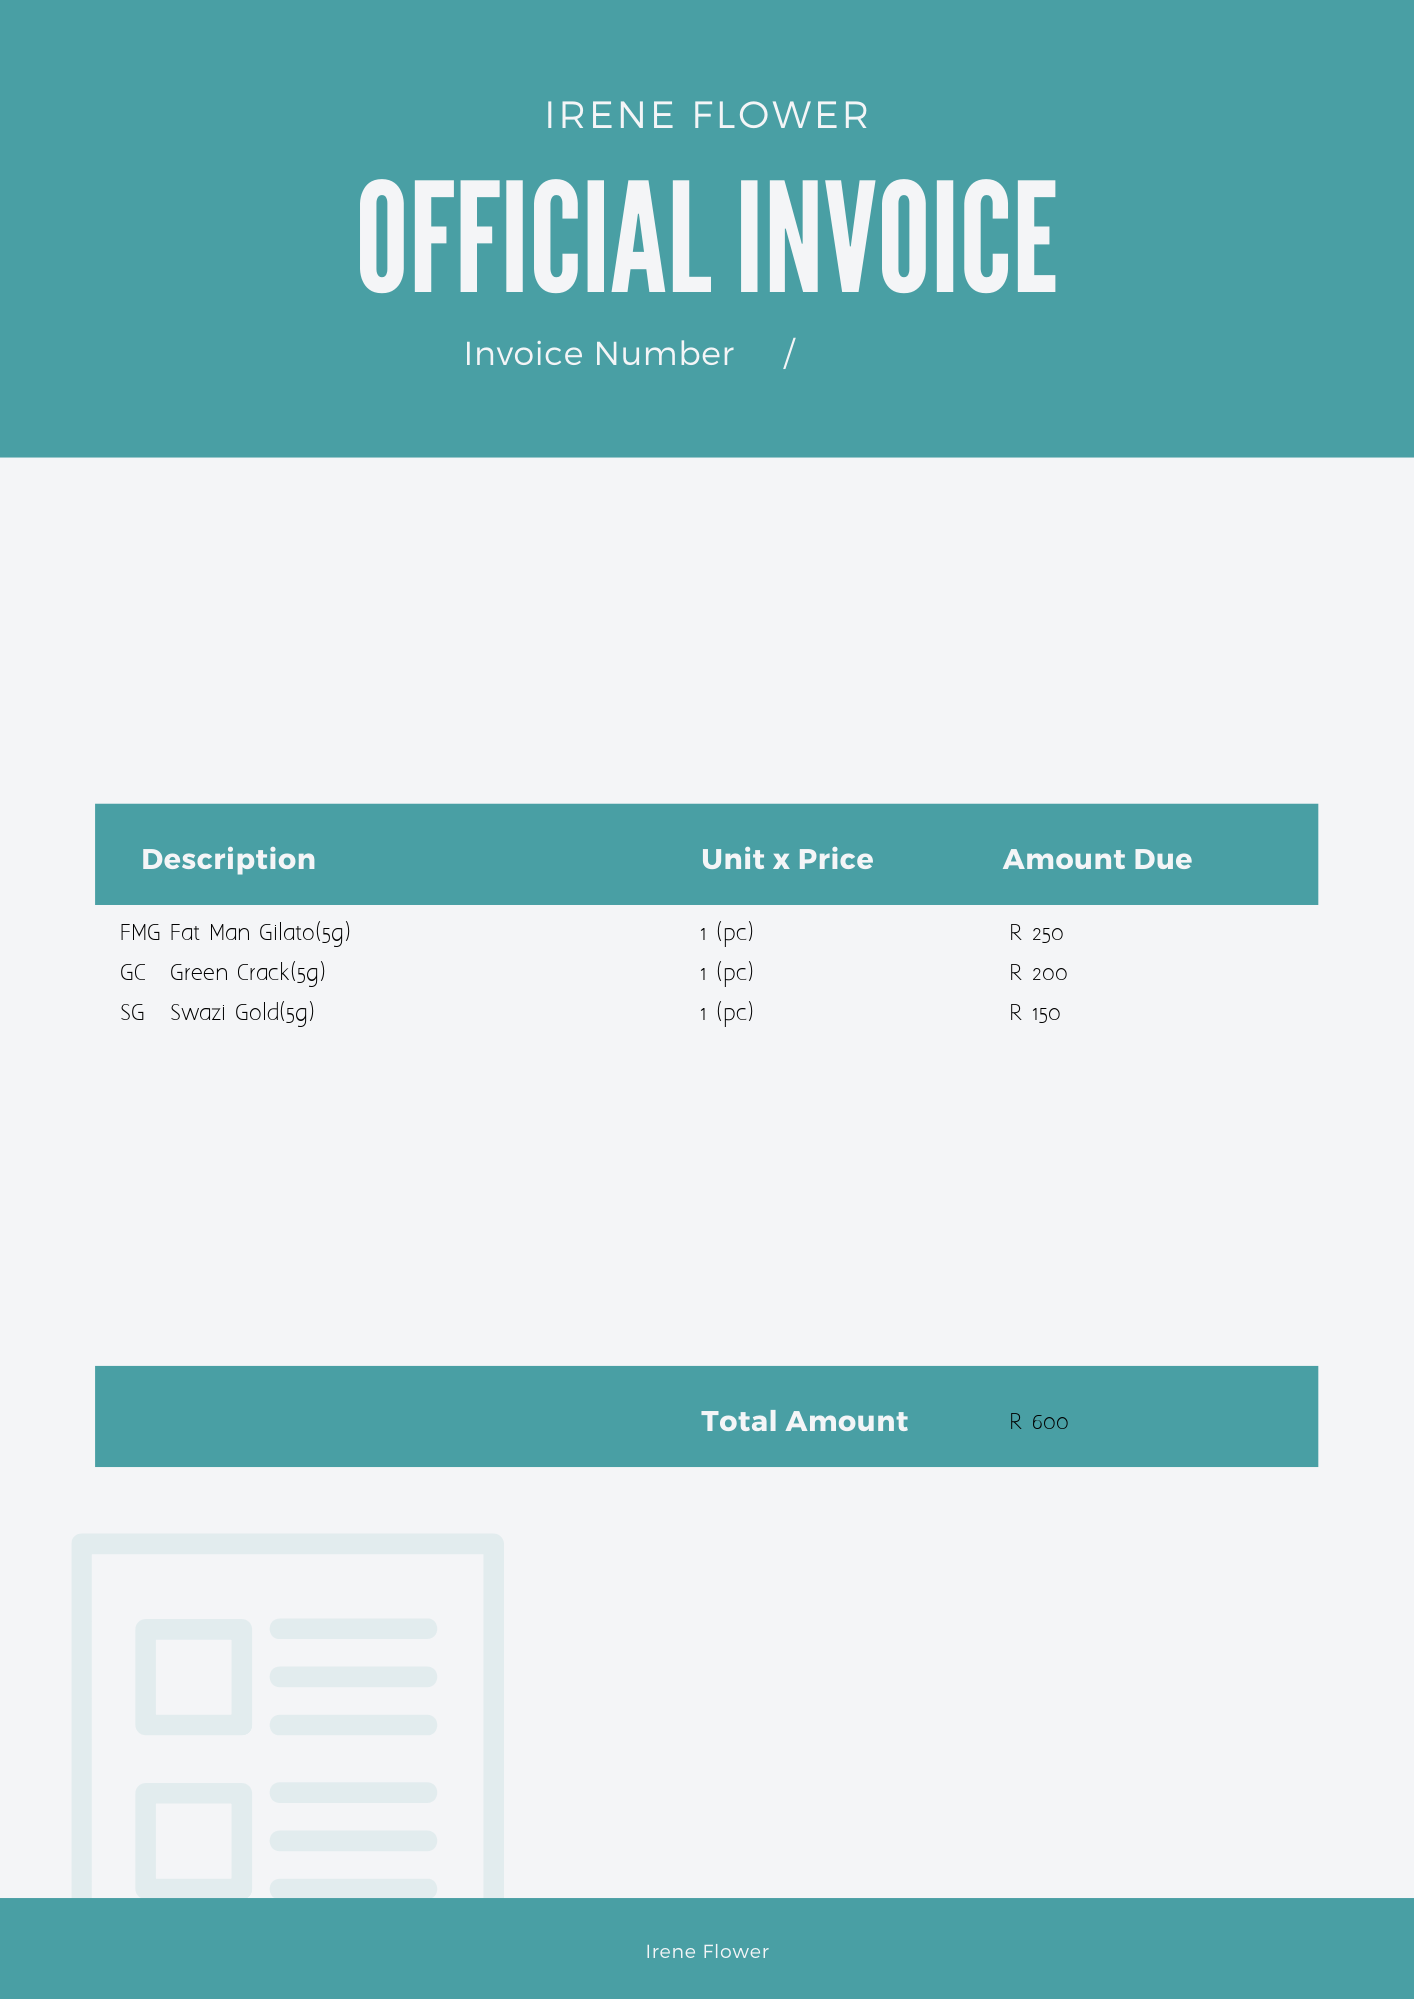 IRENE FLOWER
OFFICIAL INVOICE
Invoice Number /
Description Unit x Price Amount Due
FMG Fat Man Gilato(5g) 1 (pc) R 250
GC Green Crack(5g) 1 (pc) R 200
SG Swazi Gold(5g) 1 (pc) R 150
Total Amount R 600
Irene Flower